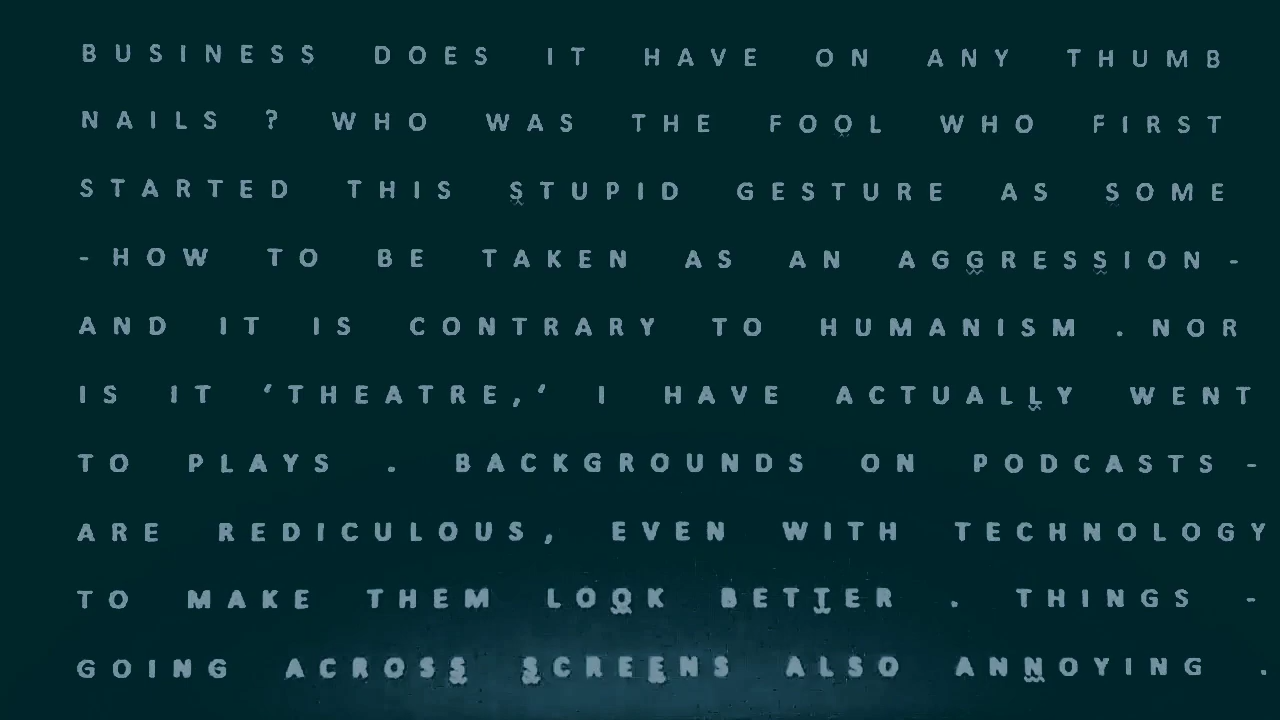 BUSINESS DOES IT HAVE ON ANY THUMB
NAILS ? WHO WAS THE FOOL WHO FIRST
STARTED THIS STUPID GESTURE AS SOME
- HOW TO BE TAKEN AS AN AGGRESSION -
AND IT IS CONTRARY TO HUMANISM . NOR
IS IT ‘THEATRE,’ I HAVE ACTUALLY WENT
TO PLAYS . BACKGROUNDS ON PODCASTS -
ARE REDICULOUS, EVEN WITH TECHNOLOGY
TO MAKE THEM LOOK BETTER . THINGS -
GOING ACROSS SCREENS ALSO ANNOYING .